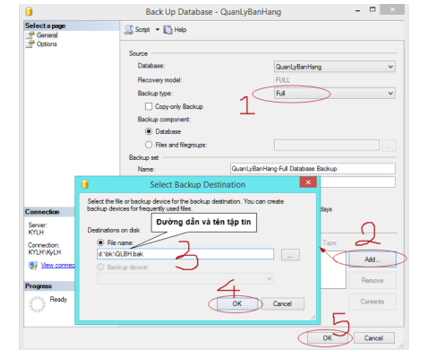 Back Up Database - QuanLyBanHang
Select a page
General
Options
Script
Help
Source
Database:
QuanLyBanHang
Recovery model:
FULL
Backup type:
Full
1
Copy-only Backup
Backup component:
Database
Files and filegroups:
...
Backup set
Name:
QuanLyBanHang-Full Database Backup
Select Backup Destination
Select the file or backup device for the backup destination. You can
create backup devices for frequently used files.
Đường dẫn và tên tập tin
Destinations on disk
File name:
d:\bk\QLBH.bak
...
3
Backup device:
4
OK
Cancel
days
Connection
Server:
KYLH
Connection:
KYLH\KyLH
View connec
Progress
Ready
2
Tape
Add...
Remove
Contents
5
OK
Cancel